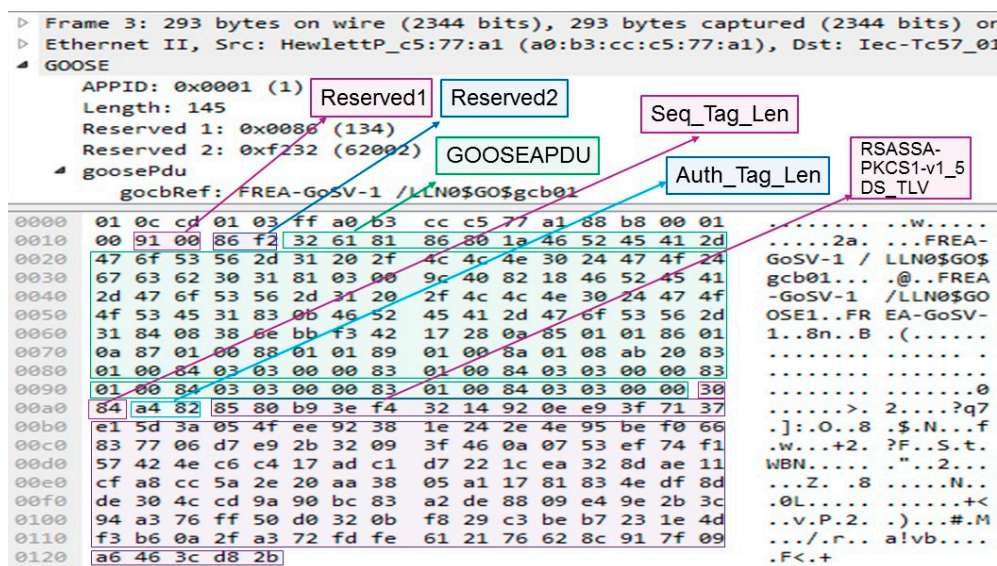 Frame 3: 293 bytes on wire (2344 bits), 293 bytes captured (2344 bits) on
Ethernet II, Src: HewlettP_c5:77:a1 (a0:b3:cc:c5:77:a1), Dst: Iec-Tc57_01
GOOSE
APPID: 0x0001 (1)
Length: 145
Reserved 1: 0x0086 (134)
Reserved 2: 0xf232 (62002)
goosePdu
gocbRef: FREA-GoSV-1 /LLN0$GO$gcb01
Reserved1
Reserved2
GOOSEAPDU
Seq_Tag_Len
Auth_Tag_Len
RSASSA-
PKCS1-v1_5
DS_TLV
0000 01 0c cd 01 03 ff a0 b3 cc c5 77 a1 88 b8 00 01 ........ ..w.....
0010 00 91 00 86 f2 32 61 81 86 80 1a 46 52 45 41 2d .....2a. ...FREA-
0020 47 6f 53 56 2d 31 20 2f 4c 4c 4e 30 24 47 4f 24 GoSV-1 / LLN0$GO$
0030 67 63 62 30 31 81 03 00 9c 40 82 18 46 52 45 41 gcb01... .@..FREA
0040 2d 47 6f 53 56 2d 31 20 2f 4c 4c 4e 30 24 47 4f -GoSV-1 /LLN0$GO
0050 4f 53 45 31 83 0b 46 52 45 41 2d 47 6f 53 56 2d OSE1..FR EA-GoSV-
0060 31 84 08 38 6e bb f3 42 17 28 0a 85 01 01 86 01 1..8n..B .(......
0070 0a 87 01 00 88 01 01 89 01 00 8a 01 08 ab 20 83 ........ ...... .
0080 01 00 84 03 03 00 00 83 01 00 84 03 03 00 00 83 ........ ........
0090 01 00 84 03 03 00 00 83 01 00 84 03 03 00 00 30 ........ .......0
00a0 84 a4 82 85 80 b9 3e f4 32 14 92 0e e9 3f 71 37 ......>. 2....?q7
00b0 e1 5d 3a 05 4f ee 92 38 1e 24 2e 4e 95 be f0 66 .]:.O..8 .$.N...f
00c0 83 77 06 d7 e9 2b 32 09 3f 46 0a 07 53 ef 74 f1 .w...+2. ?F..S.t.
00d0 57 42 4e c6 c4 17 ad c1 d7 22 1c ea 32 8d ae 11 WBN..... ."..2...
00e0 cf a8 cc 5a 2e 20 aa 38 05 a1 17 81 83 4e df 8d ...Z. .8 .....N..
00f0 de 30 4c cd 9a 90 bc 83 a2 de 88 09 e4 9e 2b 3c .0L..... ......+<
0100 94 a3 76 ff 50 d0 32 0b f8 29 c3 be b7 23 1e 4d ..v.P.2. .)...#.M
0110 f3 b6 0a 2f a3 72 fd fe 61 21 76 62 8c 91 7f 09 .../.r.. a!vb....
0120 a6 46 3c d8 2b .F<.+